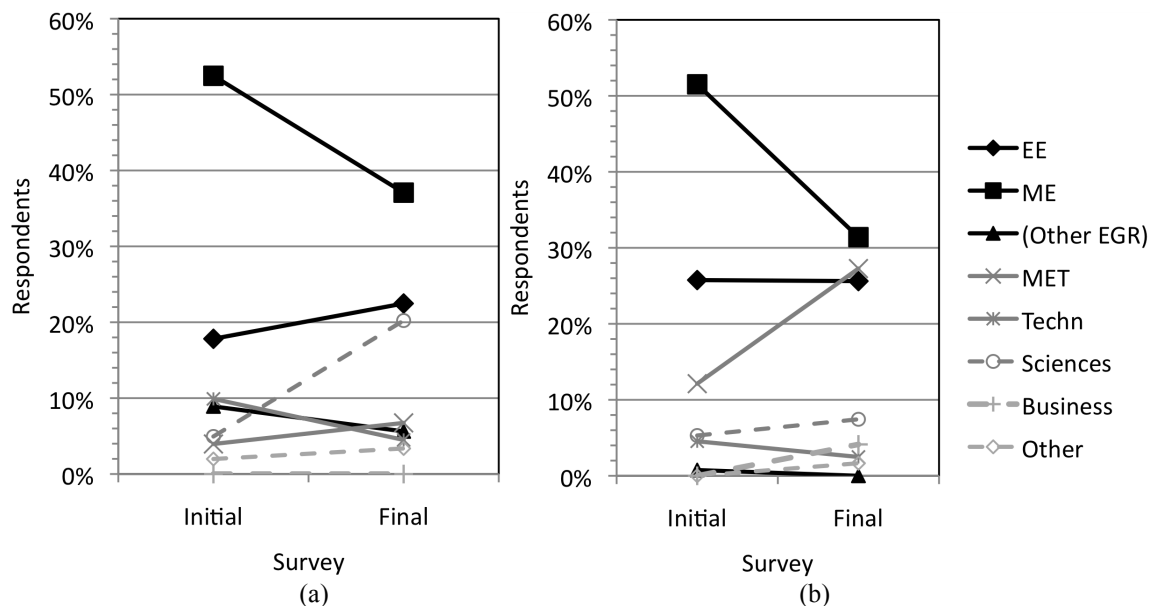 60%
50%
40%
30%
20%
10%
0%
Respondents
Initial
Final
Survey
(a)
60%
50%
40%
30%
20%
10%
0%
Respondents
Initial
Final
Survey
(b)
EE
ME
(Other EGR)
MET
Techn
Sciences
Business
Other